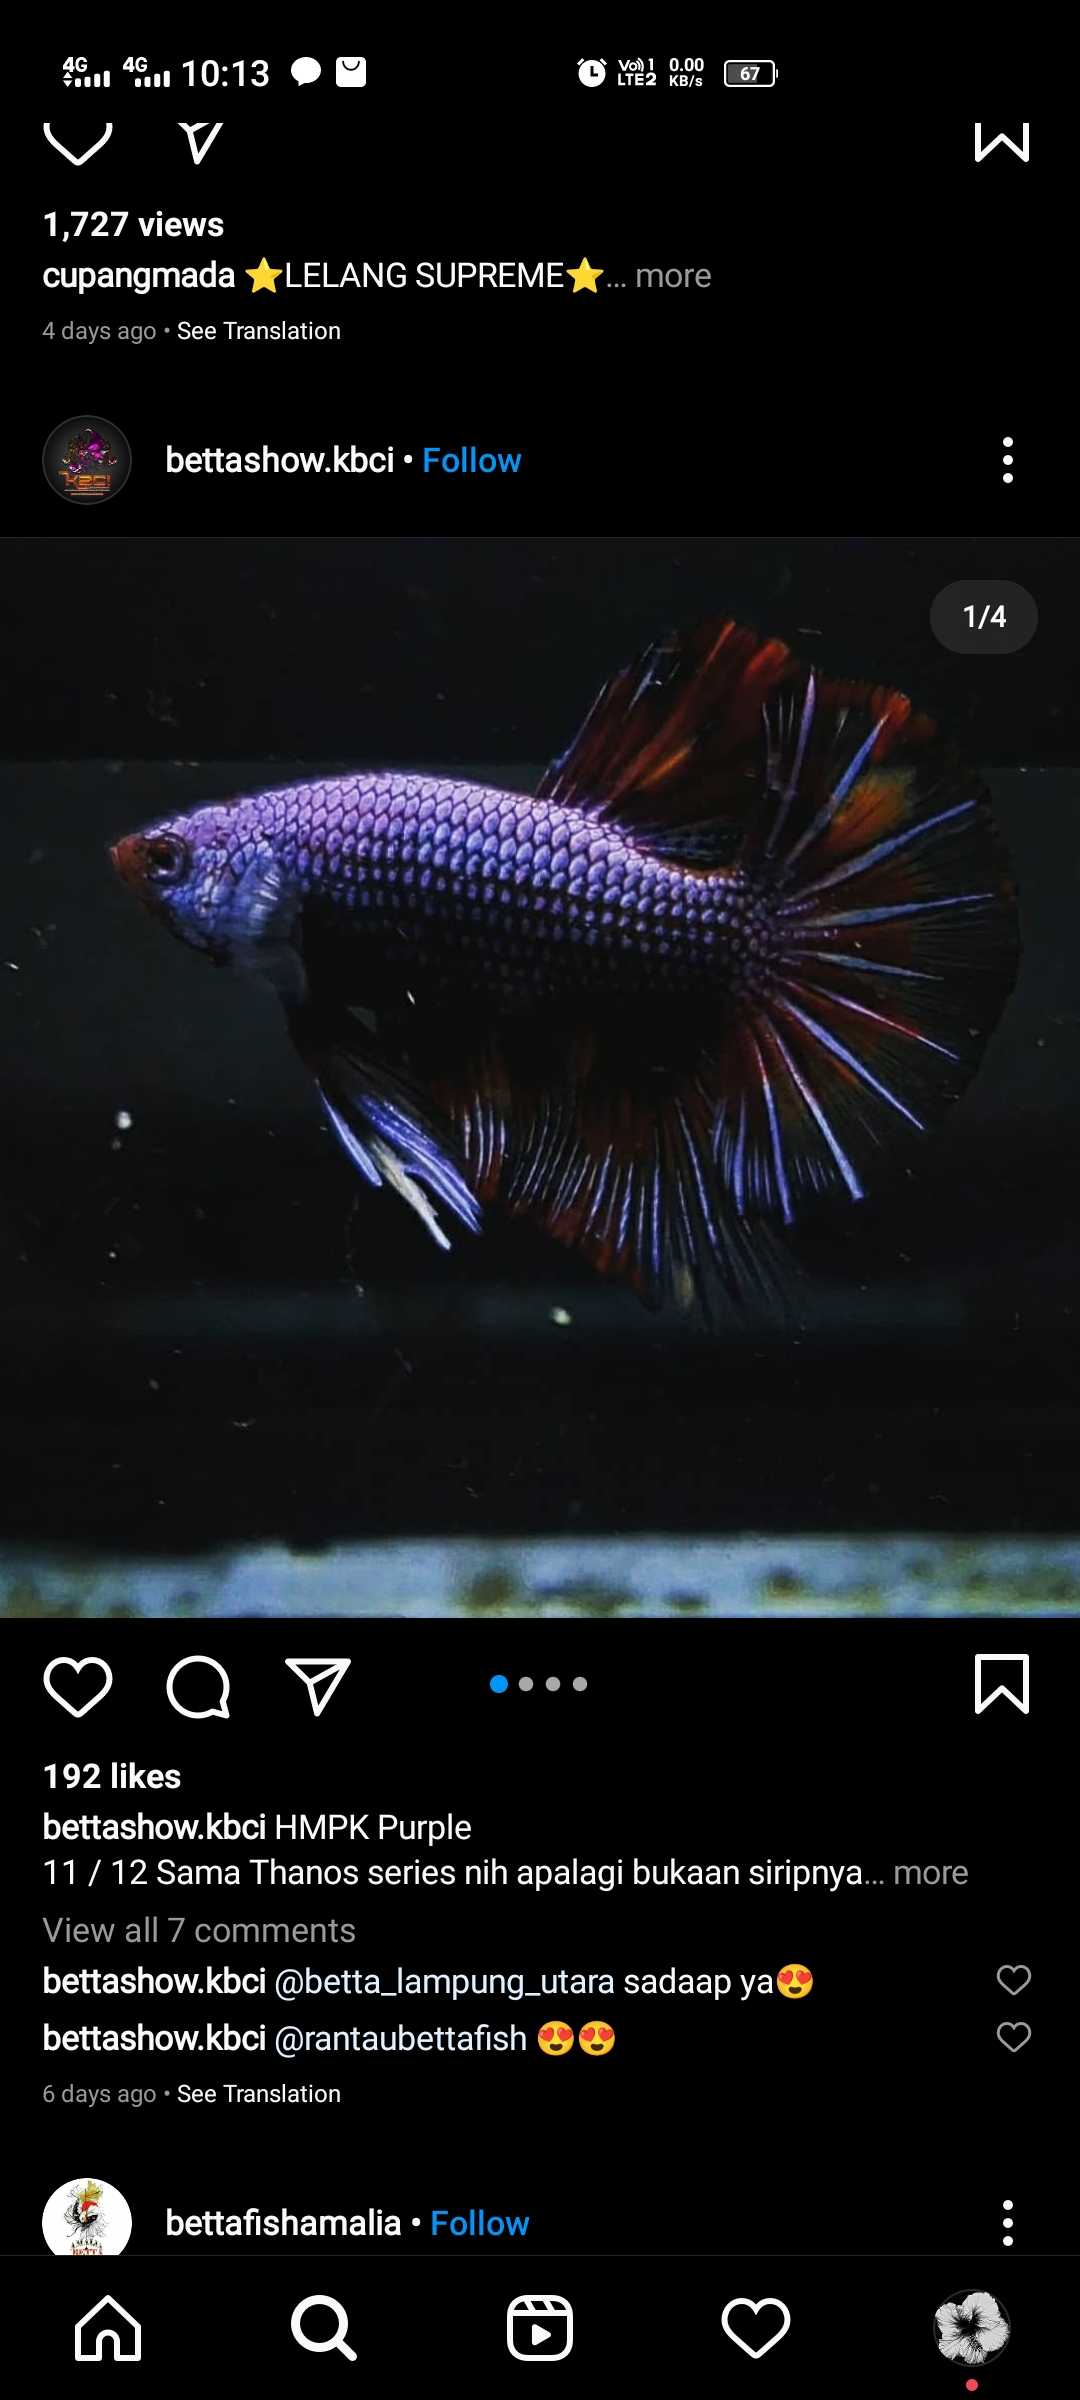 4G 4G 10:13 Vo)) 1 LTE2 0.00 KB/s 67
1,727 views
cupangmada ⭐LELANG SUPREME⭐... more
4 days ago • See Translation
KBCI
bettashow.kbci • Follow
1/4
192 likes
bettashow.kbci HMPK Purple
11 / 12 Sama Thanos series nih apalagi bukaan siripnya... more
View all 7 comments
bettashow.kbci @betta_lampung_utara sadaap ya😍
bettashow.kbci @rantaubettafish 😍😍
6 days ago • See Translation
bettafishamalia • Follow